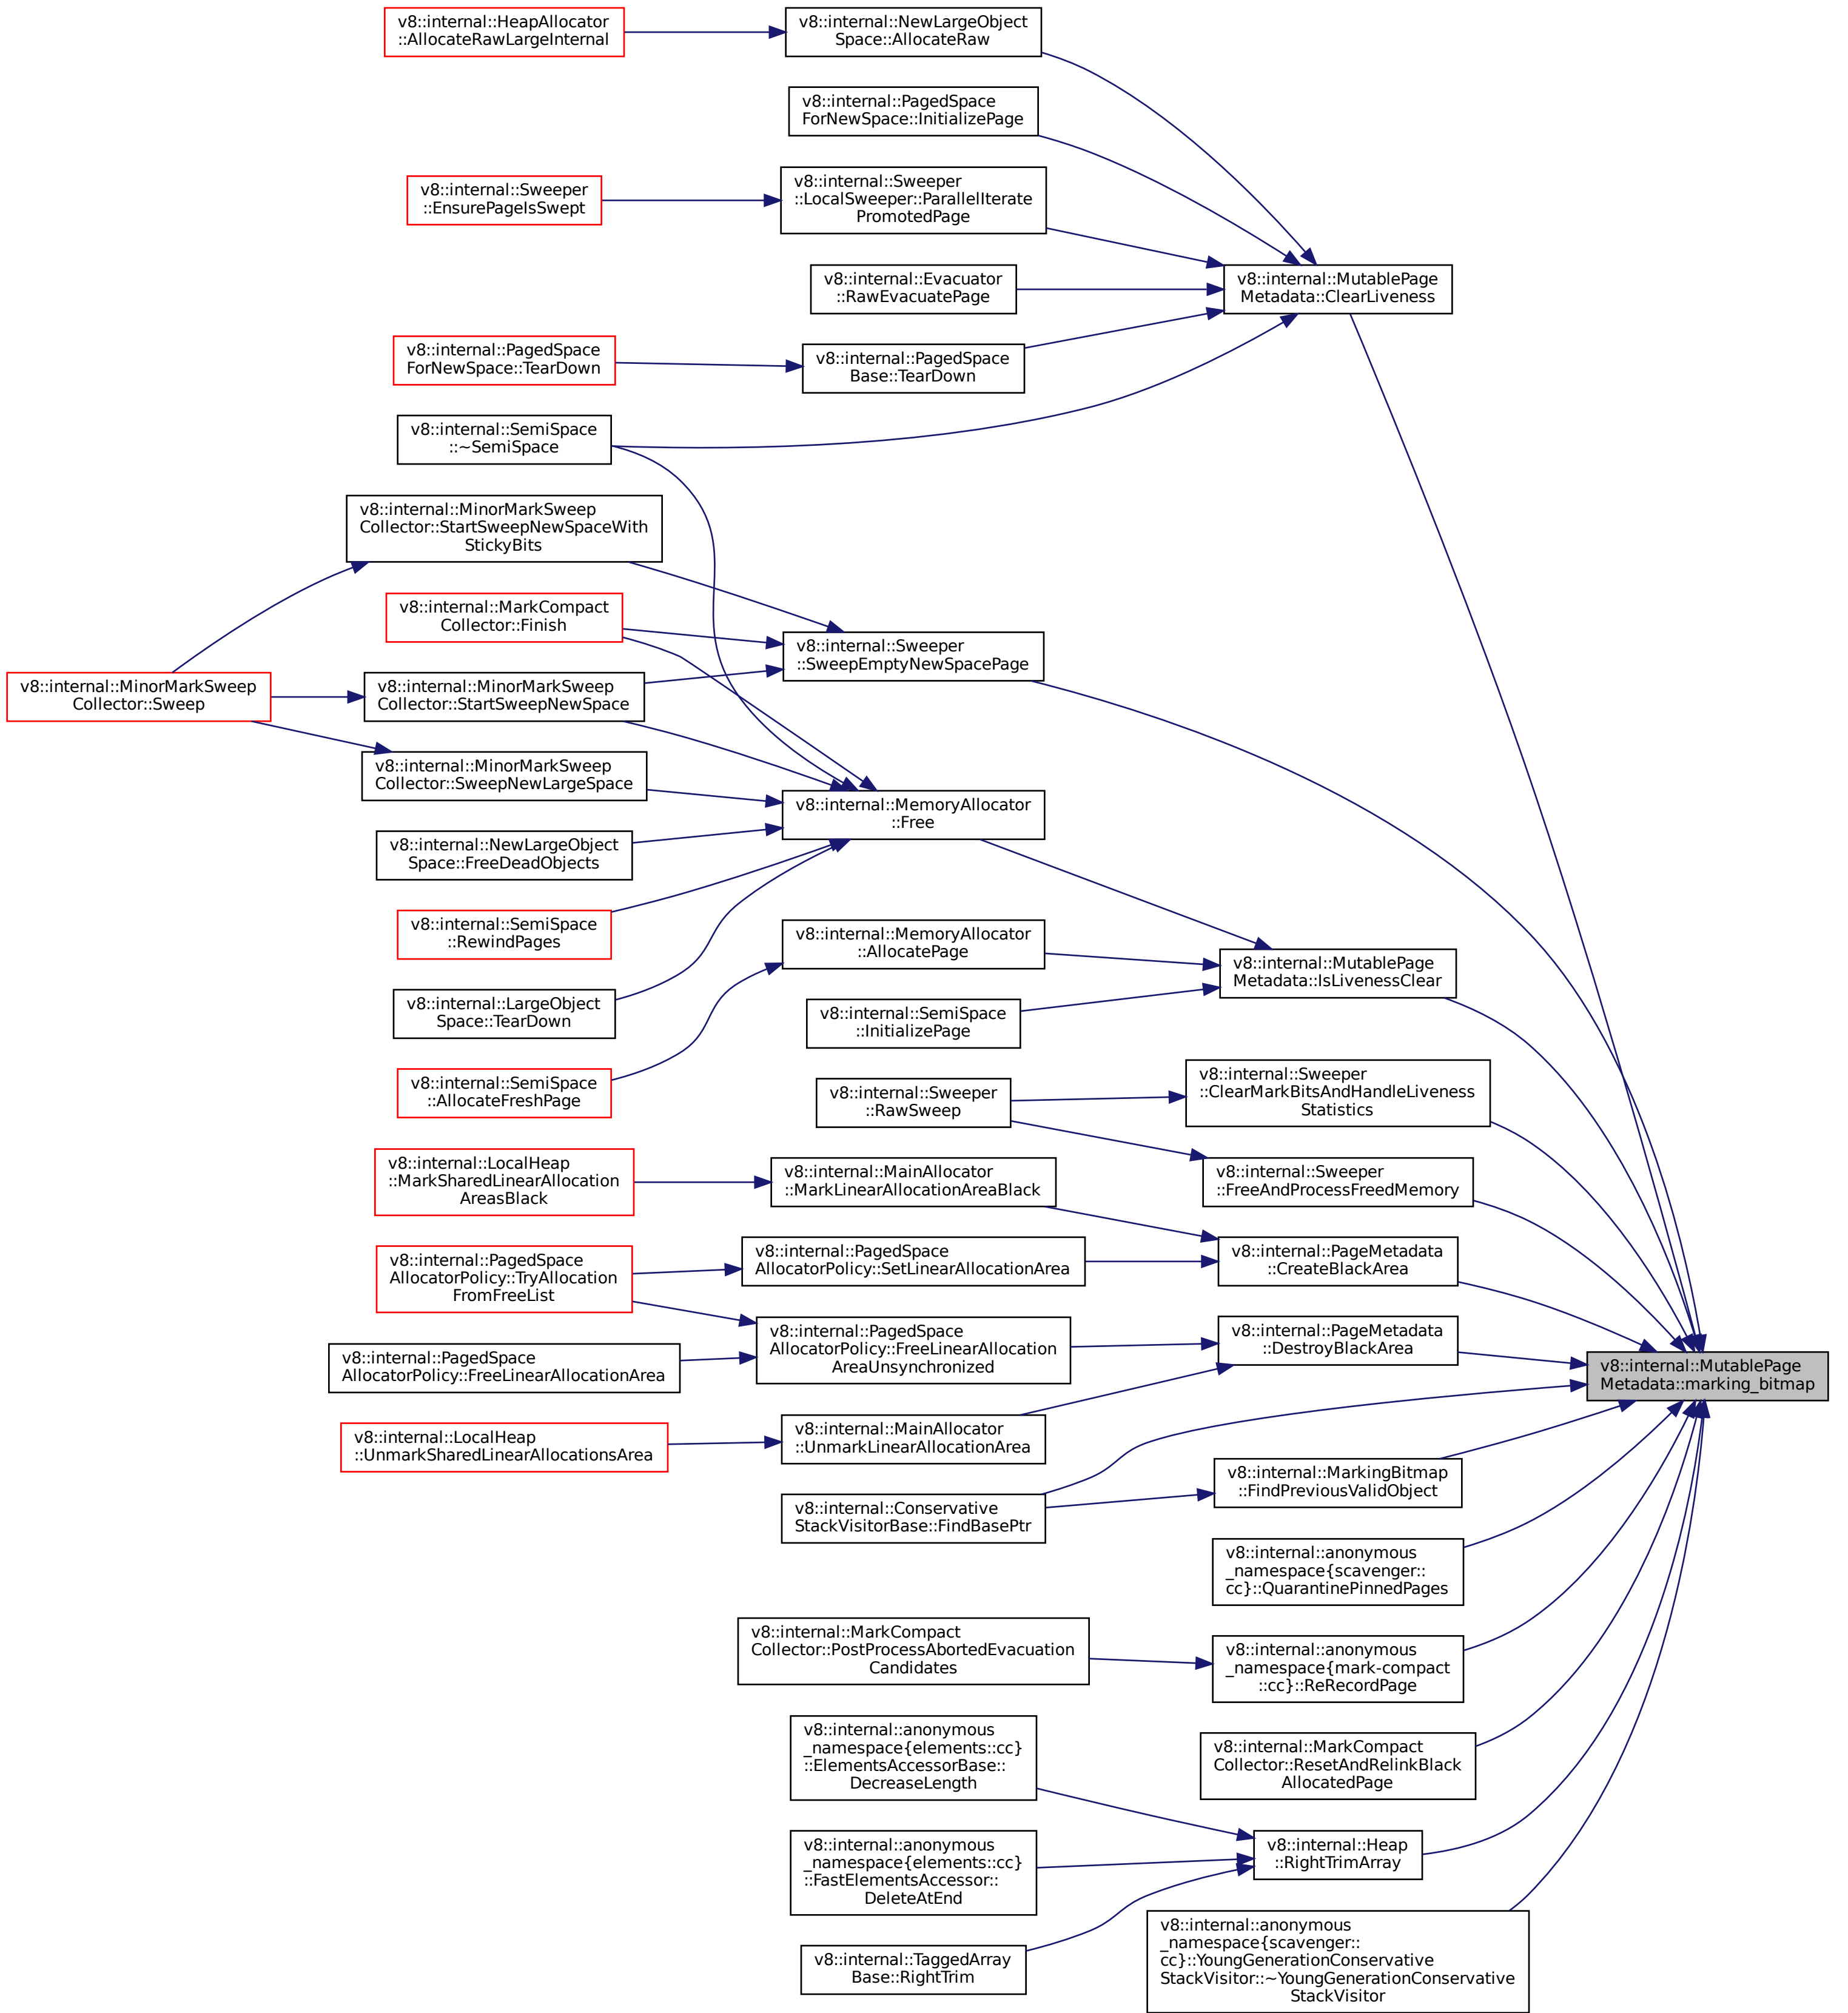 v8::internal::HeapAllocator
::AllocateRawLargeInternal
v8::internal::NewLargeObject
Space::AllocateRaw
v8::internal::PagedSpace
ForNewSpace::InitializePage
v8::internal::Sweeper
::EnsurePageIsSwept
v8::internal::Sweeper
::LocalSweeper::ParallelIterate
PromotedPage
v8::internal::Evacuator
::RawEvacuatePage
v8::internal::MutablePage
Metadata::ClearLiveness
v8::internal::PagedSpace
ForNewSpace::TearDown
v8::internal::PagedSpace
Base::TearDown
v8::internal::SemiSpace
::~SemiSpace
v8::internal::MinorMarkSweep
Collector::StartSweepNewSpaceWith
StickyBits
v8::internal::MarkCompact
Collector::Finish
v8::internal::Sweeper
::SweepEmptyNewSpacePage
v8::internal::MinorMarkSweep
Collector::Sweep
v8::internal::MinorMarkSweep
Collector::StartSweepNewSpace
v8::internal::MinorMarkSweep
Collector::SweepNewLargeSpace
v8::internal::MemoryAllocator
::Free
v8::internal::NewLargeObject
Space::FreeDeadObjects
v8::internal::SemiSpace
::RewindPages
v8::internal::MemoryAllocator
::AllocatePage
v8::internal::MutablePage
Metadata::IsLivenessClear
v8::internal::LargeObject
Space::TearDown
v8::internal::SemiSpace
::InitializePage
v8::internal::SemiSpace
::AllocateFreshPage
v8::internal::Sweeper
::RawSweep
v8::internal::Sweeper
::ClearMarkBitsAndHandleLiveness
Statistics
v8::internal::LocalHeap
::MarkSharedLinearAllocation
AreasBlack
v8::internal::MainAllocator
::MarkLinearAllocationAreaBlack
v8::internal::Sweeper
::FreeAndProcessFreedMemory
v8::internal::PagedSpace
AllocatorPolicy::TryAllocation
FromFreeList
v8::internal::PagedSpace
AllocatorPolicy::SetLinearAllocationArea
v8::internal::PageMetadata
::CreateBlackArea
v8::internal::PagedSpace
AllocatorPolicy::FreeLinearAllocationArea
v8::internal::PagedSpace
AllocatorPolicy::FreeLinearAllocation
AreaUnsynchronized
v8::internal::PageMetadata
::DestroyBlackArea
v8::internal::MutablePage
Metadata::marking_bitmap
v8::internal::LocalHeap
::UnmarkSharedLinearAllocationsArea
v8::internal::MainAllocator
::UnmarkLinearAllocationArea
v8::internal::Conservative
StackVisitorBase::FindBasePtr
v8::internal::MarkingBitmap
::FindPreviousValidObject
v8::internal::anonymous
_namespace{scavenger::
cc}::QuarantinePinnedPages
v8::internal::MarkCompact
Collector::PostProcessAbortedEvacuation
Candidates
v8::internal::anonymous
_namespace{mark-compact
::cc}::ReRecordPage
v8::internal::MarkCompact
Collector::ResetAndRelinkBlack
AllocatedPage
v8::internal::anonymous
_namespace{elements::cc}
::ElementsAccessorBase::
DecreaseLength
v8::internal::anonymous
_namespace{elements::cc}
::FastElementsAccessor::
DeleteAtEnd
v8::internal::Heap
::RightTrimArray
v8::internal::TaggedArray
Base::RightTrim
v8::internal::anonymous
_namespace{scavenger::
cc}::YoungGenerationConservative
StackVisitor::~YoungGenerationConservative
StackVisitor